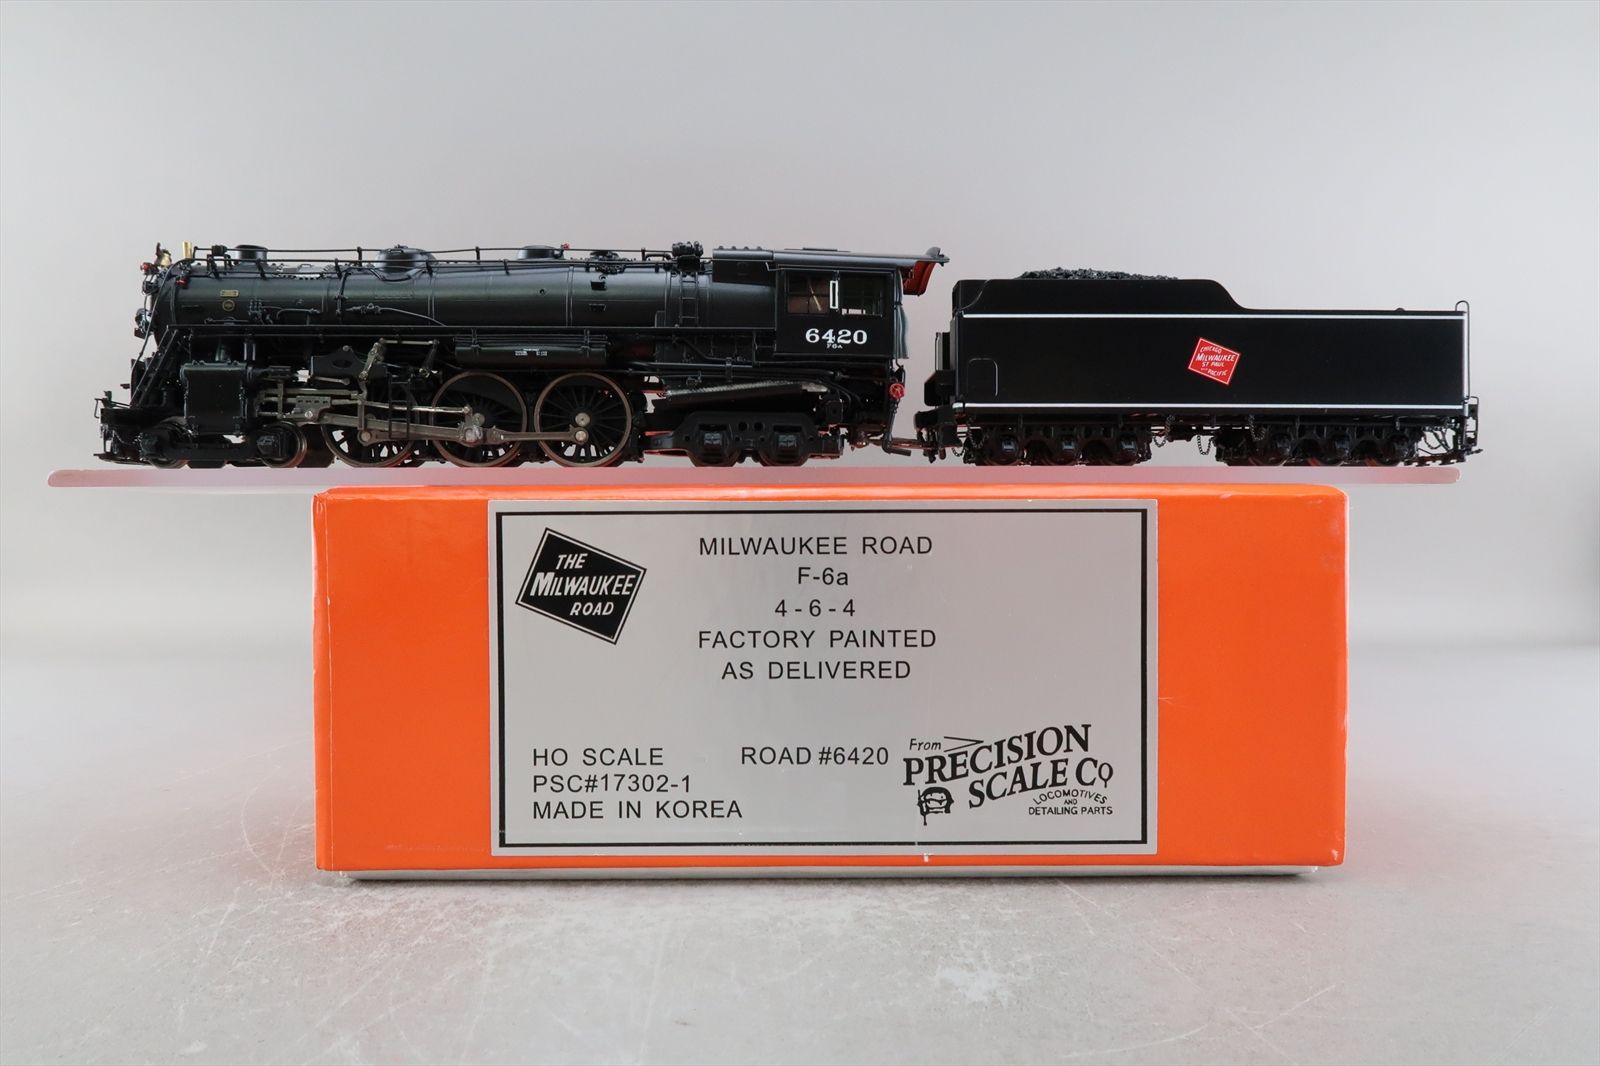 6420
F6A
CHICAGO
MILWAUKEE
ST PAUL
AND PACIFIC
THE
MILWAUKEE
ROAD
MILWAUKEE ROAD
F-6a
4-6-4
FACTORY PAINTED
AS DELIVERED
HO SCALE
ROAD #6420
PSC#17302-1
MADE IN KOREA
From
PRECISION
SCALE Co
LOCOMOTIVES
AND
DETAILING PARTS